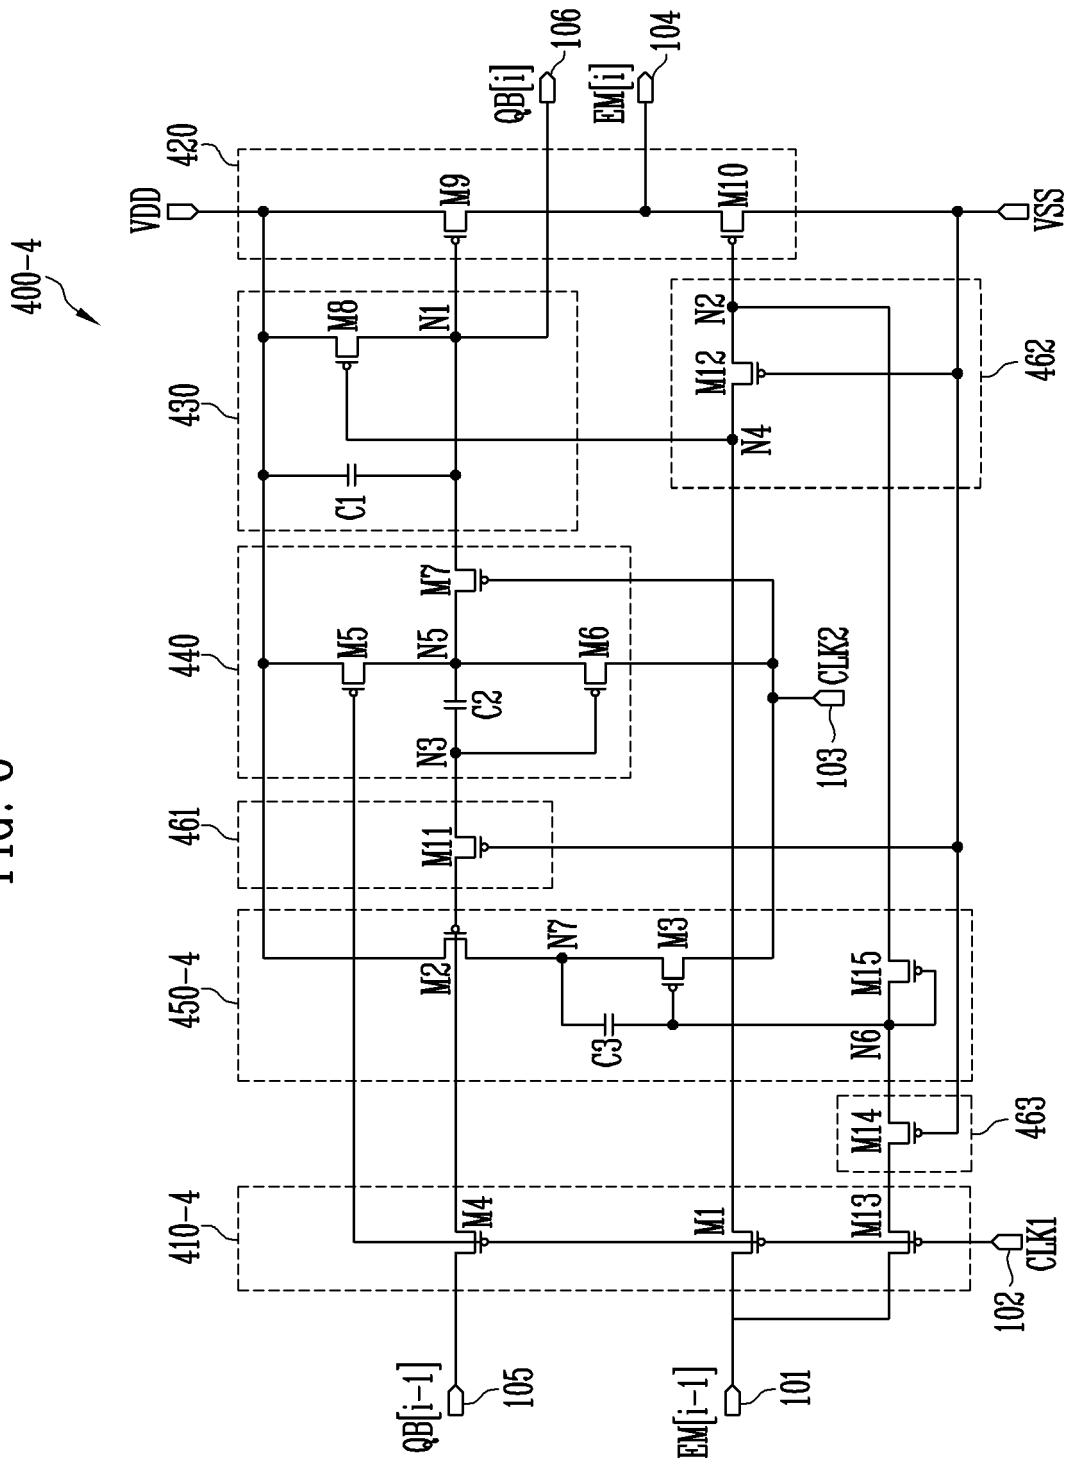 400-4
410-4
450-4
461
440
430
420
VDD
QB[i]
106
EM[i]
104
M8
N1
M9
C1
M7
M5
N5
M6
C2
N3
M11
M2
N7
M3
C3
M4
QB[i-1]
105
M10
N2
M12
N4
462
VSS
CLK2
103
M15
N6
M14
463
M1
M13
EM[i-1]
101
102
CLK1